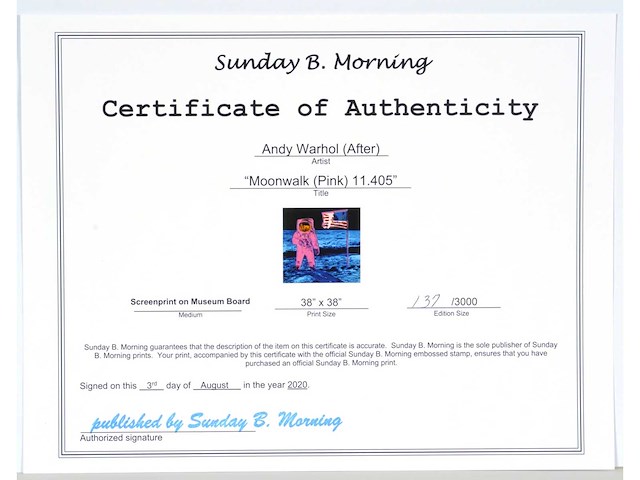 Sunday B. Morning
Certificate of Authenticity
Andy Warhol (After)
Artist
“Moonwalk (Pink) 11.405”
Title
Screenprint on Museum Board
Medium
38” x 38”
Print Size
137 /3000
Edition Size
Sunday B. Morning guarantees that the description of the item on this certificate is accurate. Sunday B. Morning is the sole publisher of Sunday
B. Morning prints. Your print, accompanied by this certificate with the official Sunday B. Morning embossed stamp, ensures that you have
purchased an official Sunday B. Morning print.
Signed on this 3rd day of August in the year 2020.
published by Sunday B. Morning
Authorized signature